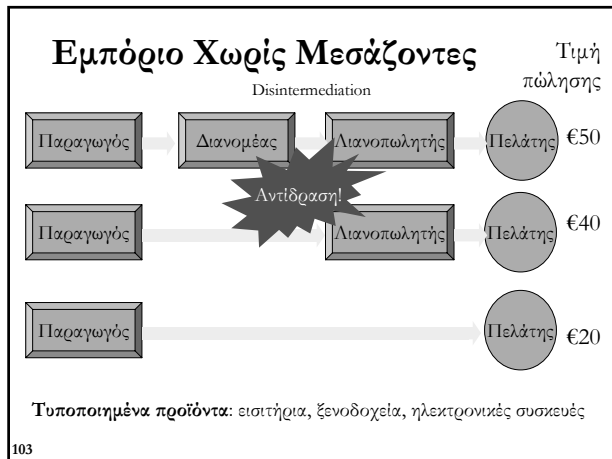 Εμπόριο Χωρίς Μεσάζοντες
Disintermediation
Τιμή
πώλησης
Παραγωγός
Διανομέας
Λιανοπωλητής
Πελάτης
€50
Αντίδραση!
Παραγωγός
Λιανοπωλητής
Πελάτης
€40
Παραγωγός
Πελάτης
€20
Τυποποιημένα προϊόντα: εισιτήρια, ξενοδοχεία, ηλεκτρονικές συσκευές
103